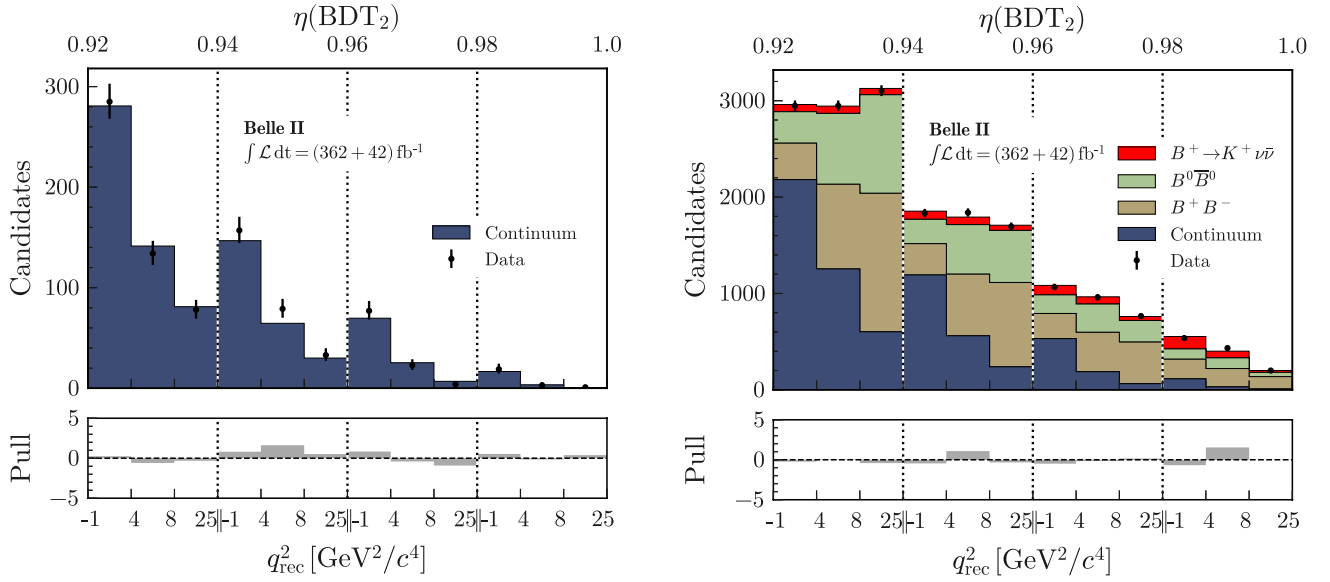 η(BDT₂)
0.92 0.94 0.96 0.98 1.0
300
200
100
0
Candidates
Belle II
∫ℒ dt = (362 + 42) fb⁻¹
Continuum
Data
5
0
−5
Pull
-1 4 8 25‖-1 4 8 25‖-1 4 8 25‖-1 4 8 25
q²rec [GeV²/c⁴]
η(BDT₂)
0.92 0.94 0.96 0.98 1.0
3000
2000
1000
0
Candidates
Belle II
∫ℒ dt = (362 + 42) fb⁻¹
B⁺→K⁺νν̄
B⁰B̅⁰
B⁺B⁻
Continuum
Data
5
0
−5
Pull
-1 4 8 25‖-1 4 8 25‖-1 4 8 25‖-1 4 8 25
q²rec [GeV²/c⁴]